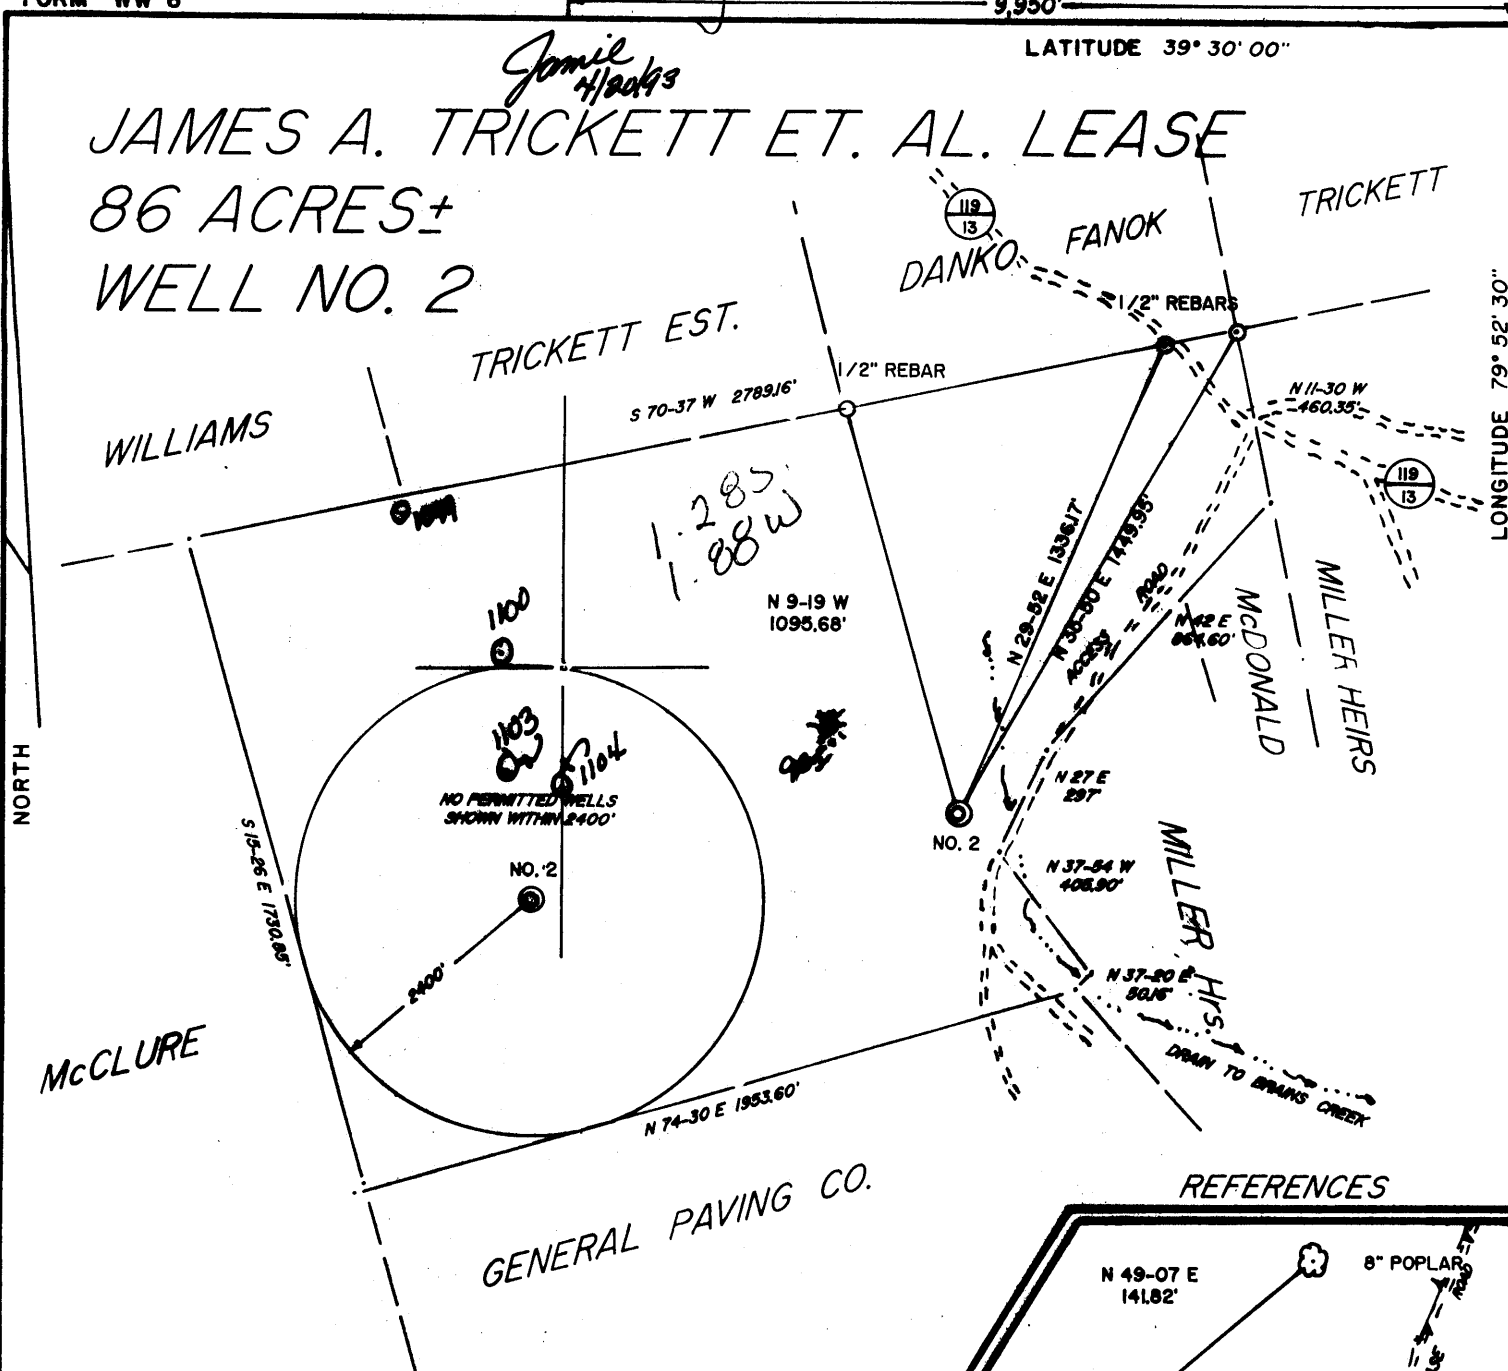 FORM WW 6
9,950'
LATITUDE 39° 30' 00"
Jamie
4/20/93
JAMES A. TRICKETT ET. AL. LEASE
86 ACRES±
WELL NO. 2
119
13
DANKO
FANOK
TRICKETT
1/2" REBARS
LONGITUDE 79° 52' 30"
TRICKETT EST.
1/2" REBAR
S 70-37 W 2789.16'
N 11-30 W
460.35'
WILLIAMS
119
13
1.28 S.
1.88 W
N 29-52 E 1336.17'
1449.95'
ACCESS ROAD
N 9-19 W
1095.68'
1100
N 42 E
McDONALD
MILLER HEIRS
1103
1104
NORTH
NO PERMITTED WELLS
SHOWN WITHIN 2400'
NO. 2
N 27 E
297'
NO. 2
S 15-26 E 1730.85'
N 37-54 W
MILLER Hrs.
2400'
N 37-20 E
50.16'
McCLURE
DRAIN TO BRAINS CREEK
N 74-30 E 1953.60'
GENERAL PAVING CO.
REFERENCES
N 49-07 E
141.82'
8" POPLAR
ROAD